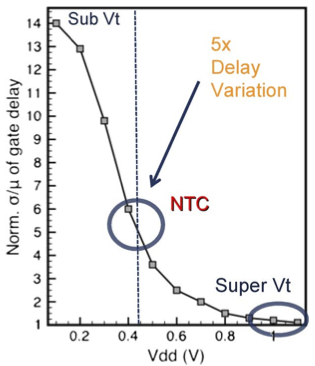 Sub Vt
5x
Delay
Variation
NTC
Super Vt
Norm. σ/μ of gate delay
14
13
12
11
10
9
8
7
6
5
4
3
2
1
0.2
0.4
0.6
0.8
1
Vdd (V)